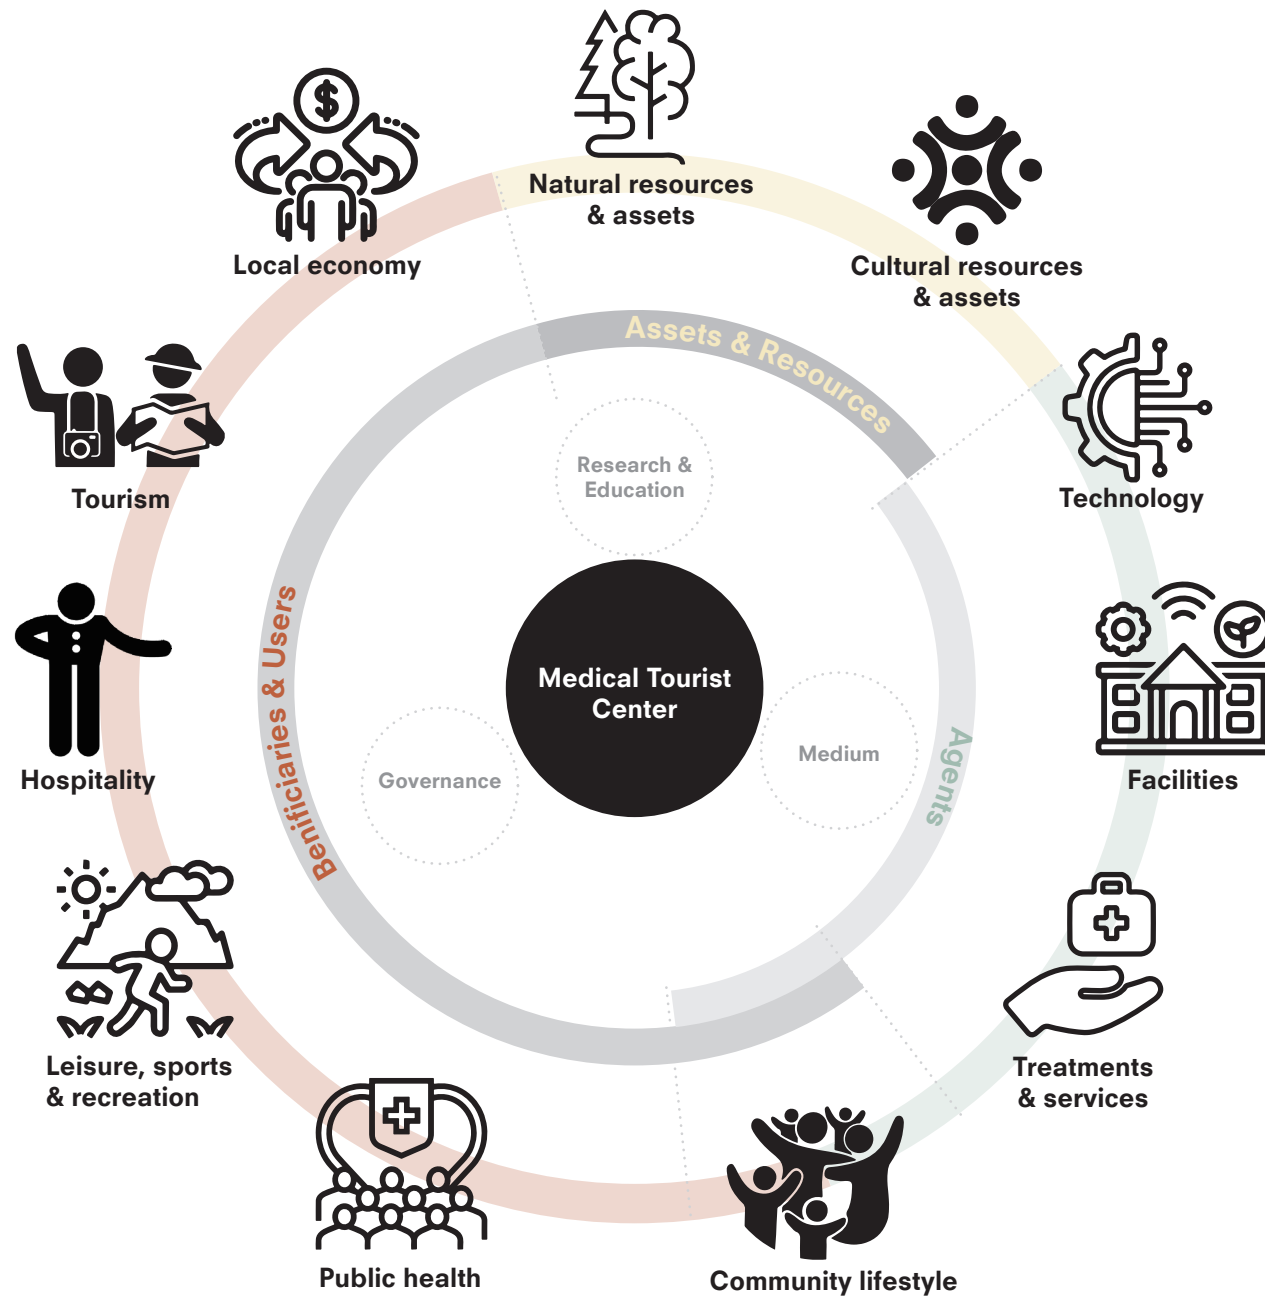 Natural resources
& assets
Local economy
Cultural resources
& assets
Assets & Resources
Tourism
Technology
Research &
Education
Benificiaries & Users
Medical Tourist
Center
Medium
Agents
Governance
Hospitality
Facilities
Leisure, sports
& recreation
Treatments
& services
Public health
Community lifestyle
$